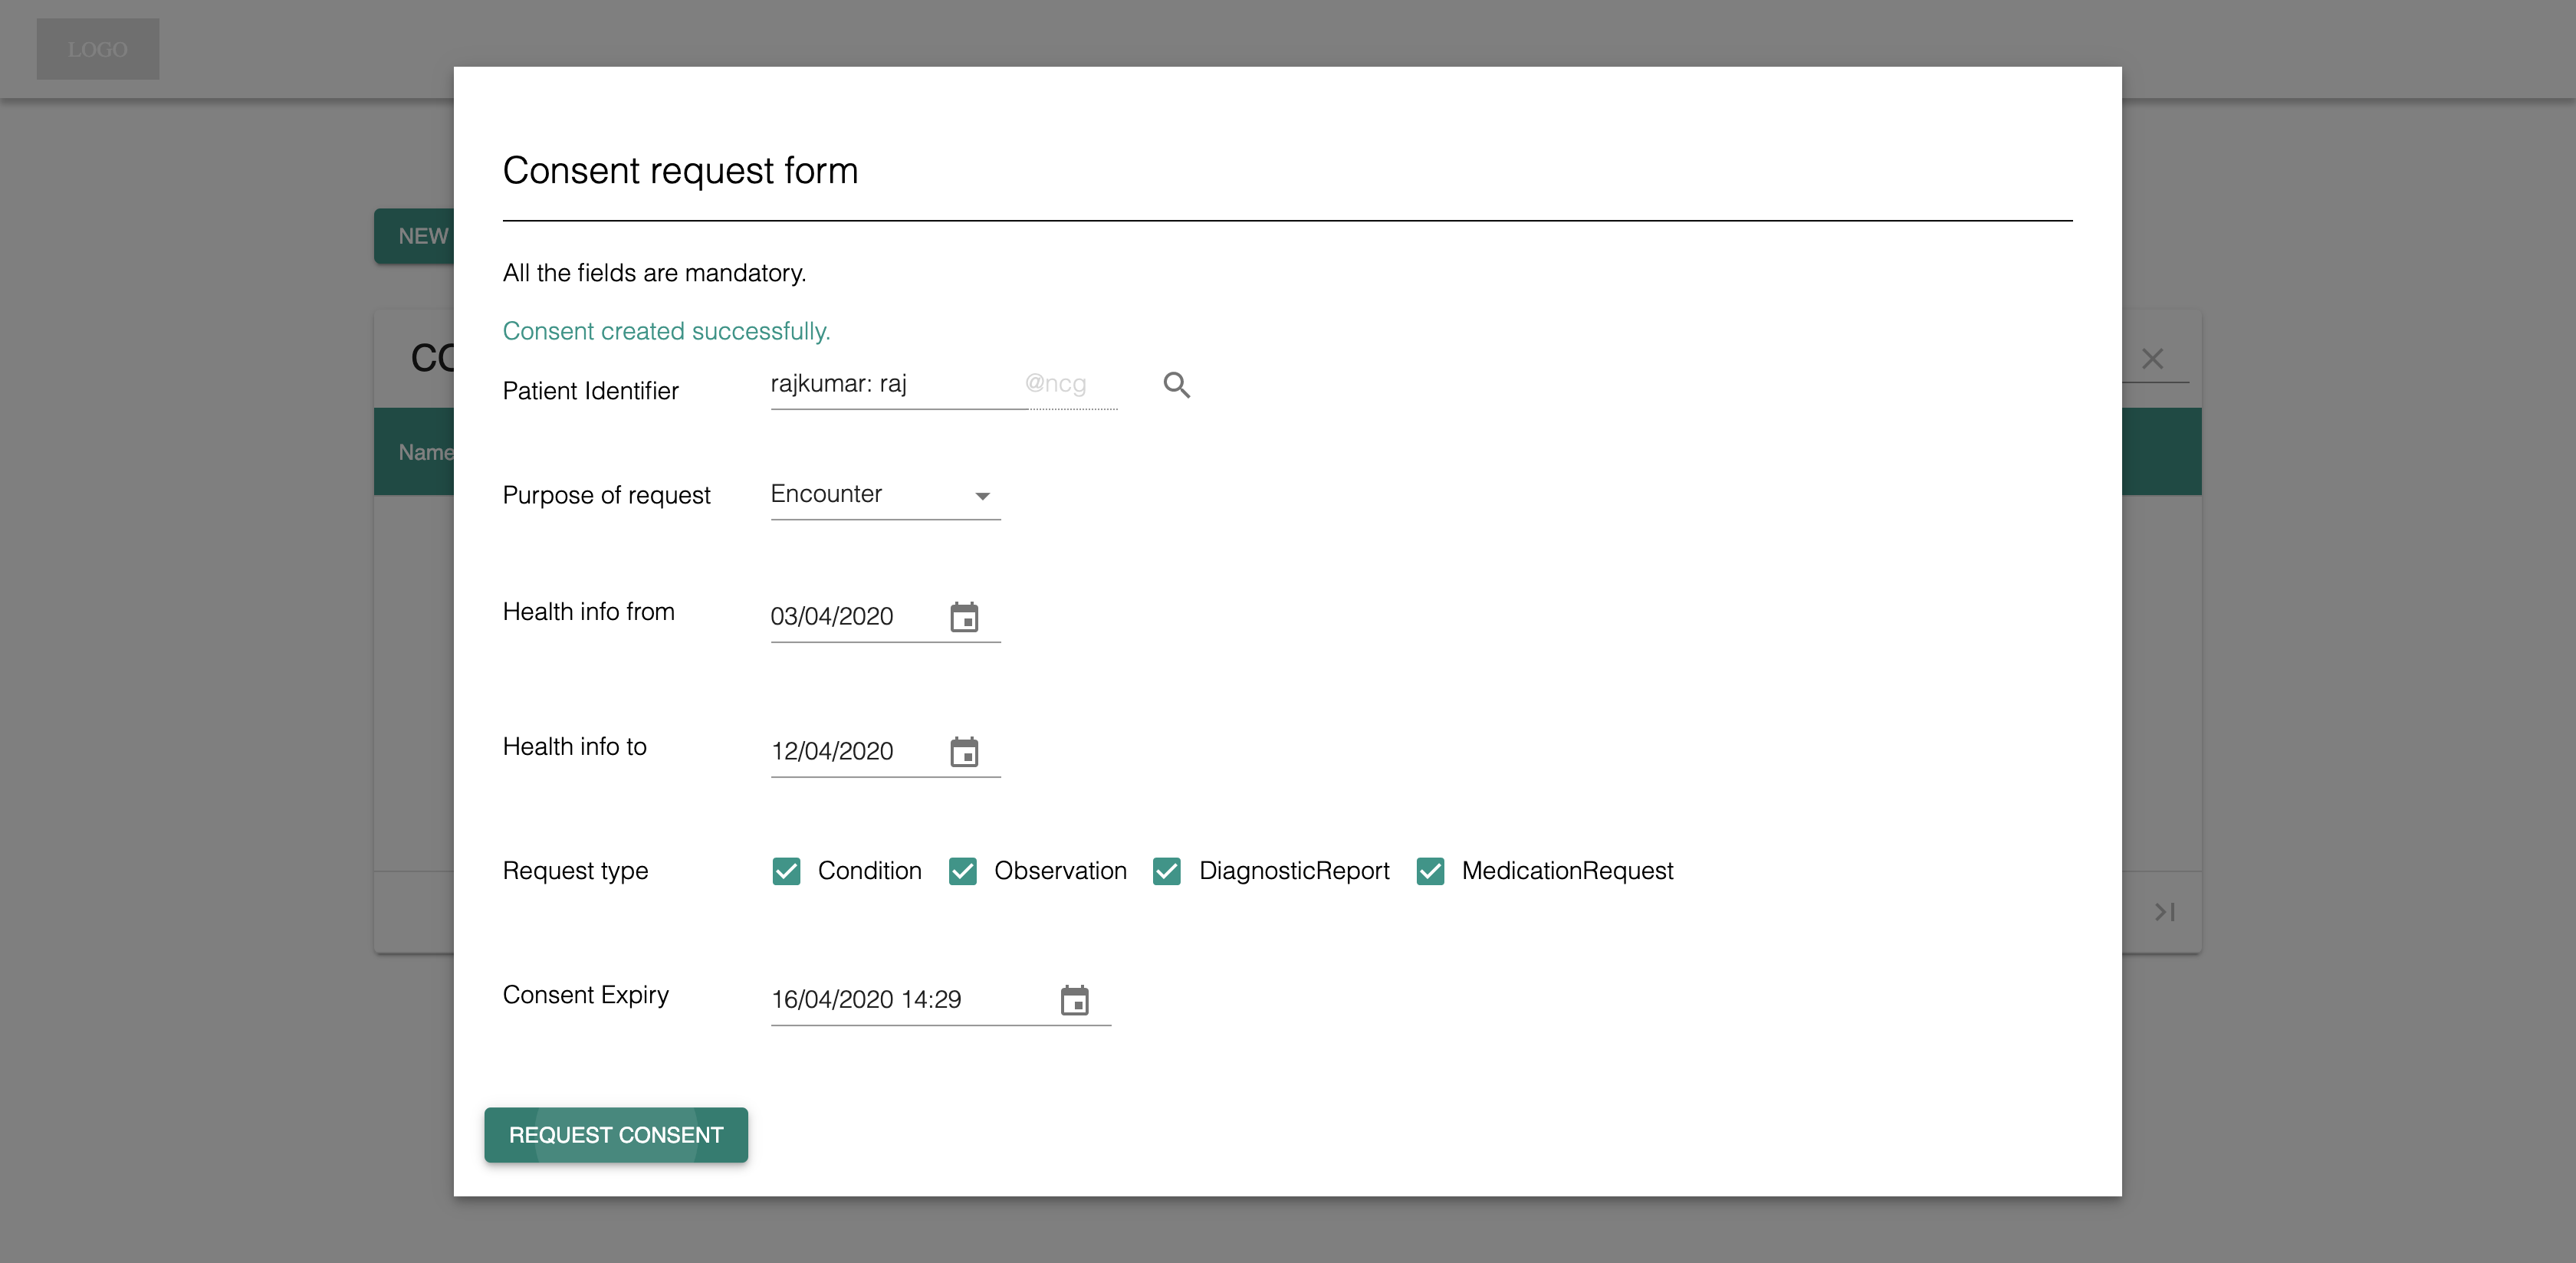 LOGO
Consent request form
NEW
All the fields are mandatory.
Consent created successfully.
CO
Patient Identifier rajkumar: raj @ncg
Name
Purpose of request Encounter
Health info from 03/04/2020
Health info to 12/04/2020
Request type Condition Observation DiagnosticReport MedicationRequest
Consent Expiry 16/04/2020 14:29
REQUEST CONSENT